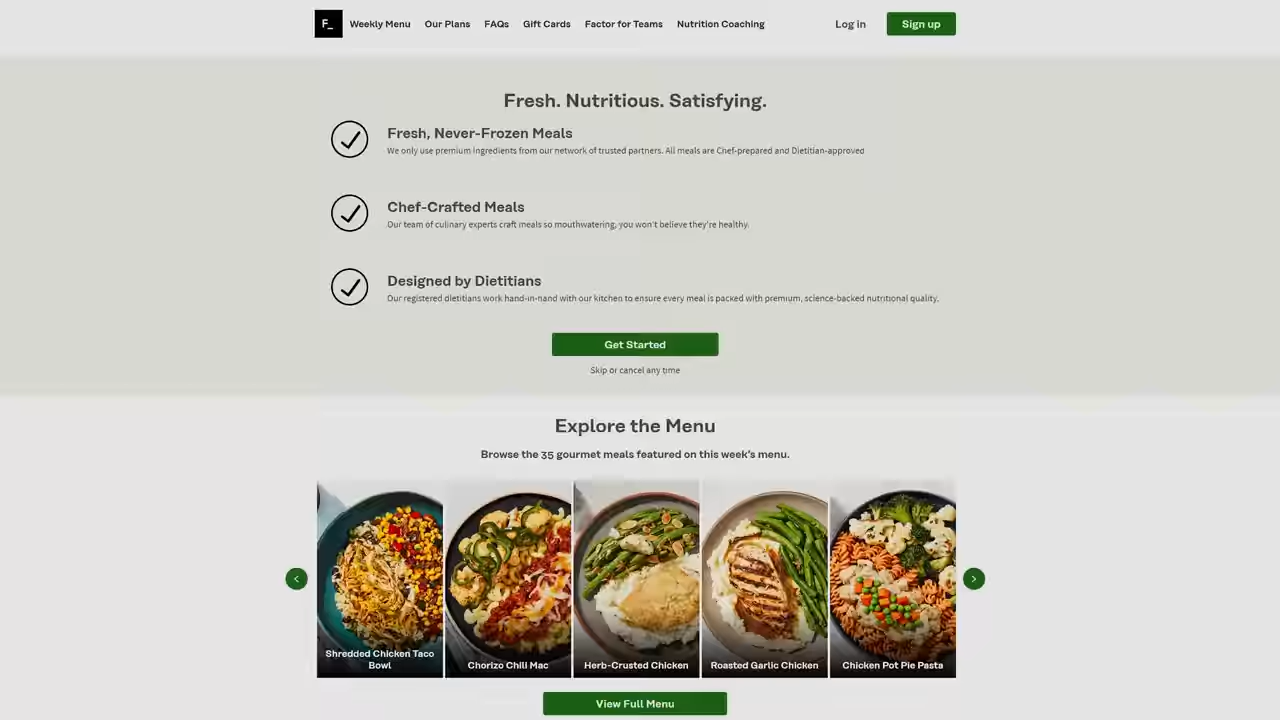 F_
Weekly Menu
Our Plans
FAQs
Gift Cards
Factor for Teams
Nutrition Coaching
Log in
Sign up
Fresh. Nutritious. Satisfying.
Fresh, Never-Frozen Meals
We only use premium ingredients from our network of trusted partners. All meals are Chef-prepared and Dietitian-approved
Chef-Crafted Meals
Our team of culinary experts craft meals so mouthwatering, you won't believe they're healthy.
Designed by Dietitians
Our registered dietitians work hand-in-hand with our kitchen to ensure every meal is packed with premium, science-backed nutritional quality.
Get Started
Skip or cancel any time
Explore the Menu
Browse the 35 gourmet meals featured on this week's menu.
Shredded Chicken Taco
Bowl
Chorizo Chili Mac
Herb-Crusted Chicken
Roasted Garlic Chicken
Chicken Pot Pie Pasta
View Full Menu